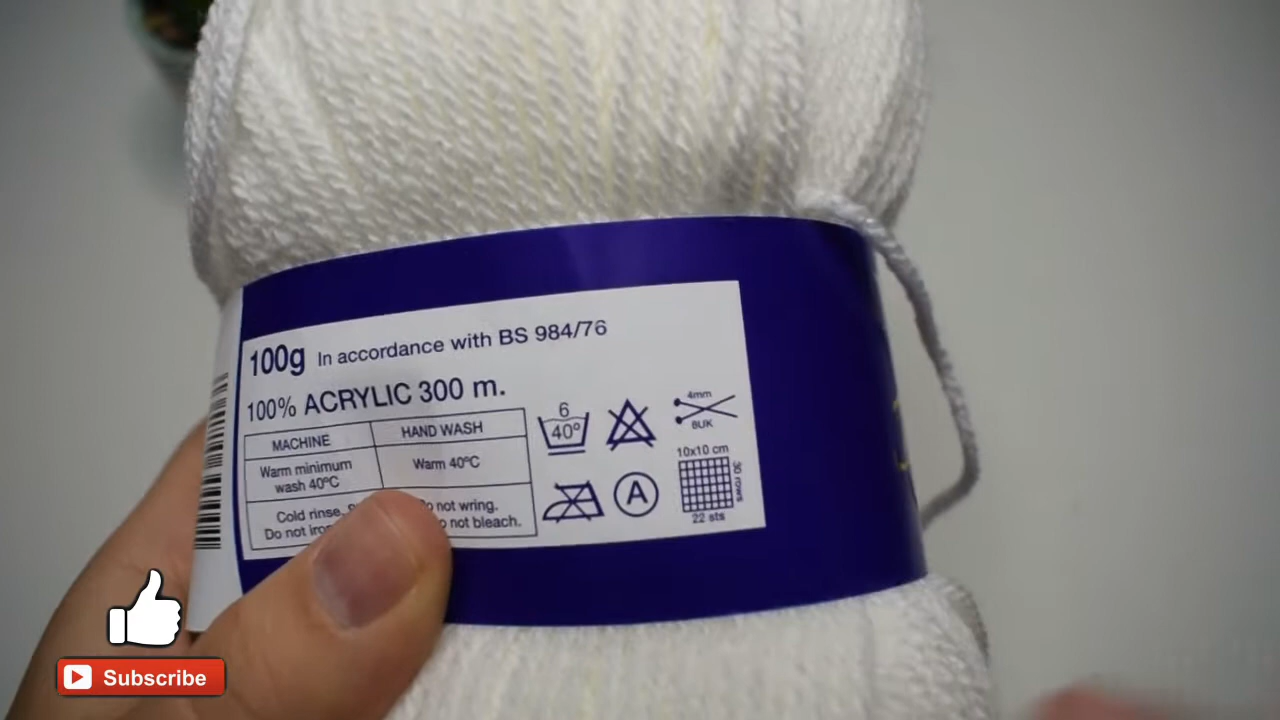 100g In accordance with BS 984/76
100% ACRYLIC 300 m.
MACHINE HAND WASH
Warm minimum
wash 40ºC
Warm 40ºC
Cold rinse,
Do not wring.
Do not
not bleach.
6
40º
A
4mm
8UK
10x10 cm
30 rows
22 sts
Subscribe